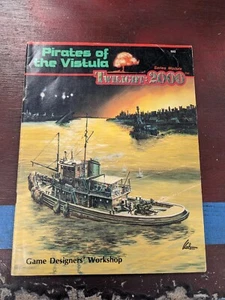 Pirates of
the Vistula
TWILIGHT: 2000
Game Designers' Workshop